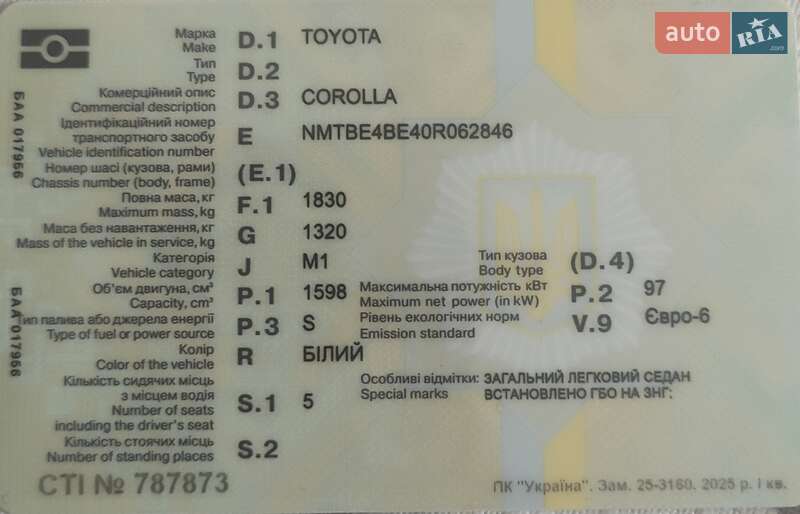 auto RIA.com
Марка
Make D.1 TOYOTA
Тип
Type D.2
Комерційний опис
Commercial description D.3 COROLLA
Ідентифікаційний номер
транспортного засобу
Vehicle identification number E NMTBE4BE40R062846
Номер шасі (кузова, рами)
Chassis number (body, frame) (E.1)
Повна маса, кг
Maximum mass, kg F.1 1830
Маса без навантаження, кг
Mass of the vehicle in service, kg G 1320
Категорія
Vehicle category J M1
Тип кузова
Body type (D.4)
Об'єм двигуна, см³
Capacity, cm³ P.1 1598
Максимальна потужність кВт
Maximum net power (in kW) P.2 97
Тип палива або джерела енергії
Type of fuel or power source P.3 S
Рівень екологічних норм
Emission standard V.9 Євро-6
Колір
Color of the vehicle R БІЛИЙ
Кількість сидячих місць
з місцем водія
Number of seats
including the driver's seat S.1 5
Особливі відмітки: ЗАГАЛЬНИЙ ЛЕГКОВИЙ СЕДАН
Special marks ВСТАНОВЛЕНО ГБО НА ЗНГ:
Кількість стоячих місць
Number of standing places S.2
СТІ № 787873
ПК "Україна". Зам. 25-3160. 2025 р. І кв.
БАА 017966
БАА 017966